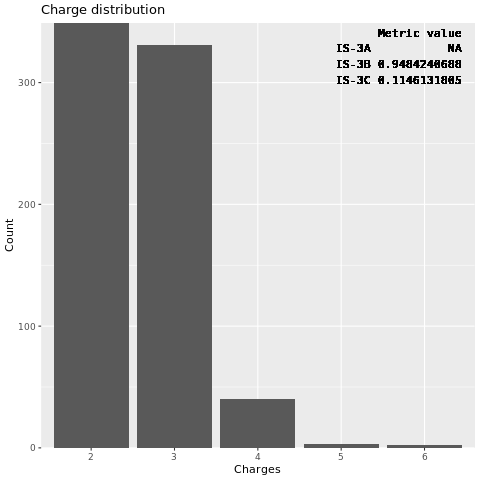 Charge distribution
Metric value
IS-3A NA
IS-3B 0.9484240688
IS-3C 0.1146131805
300
200
100
0
Count
2 3 4 5 6
Charges